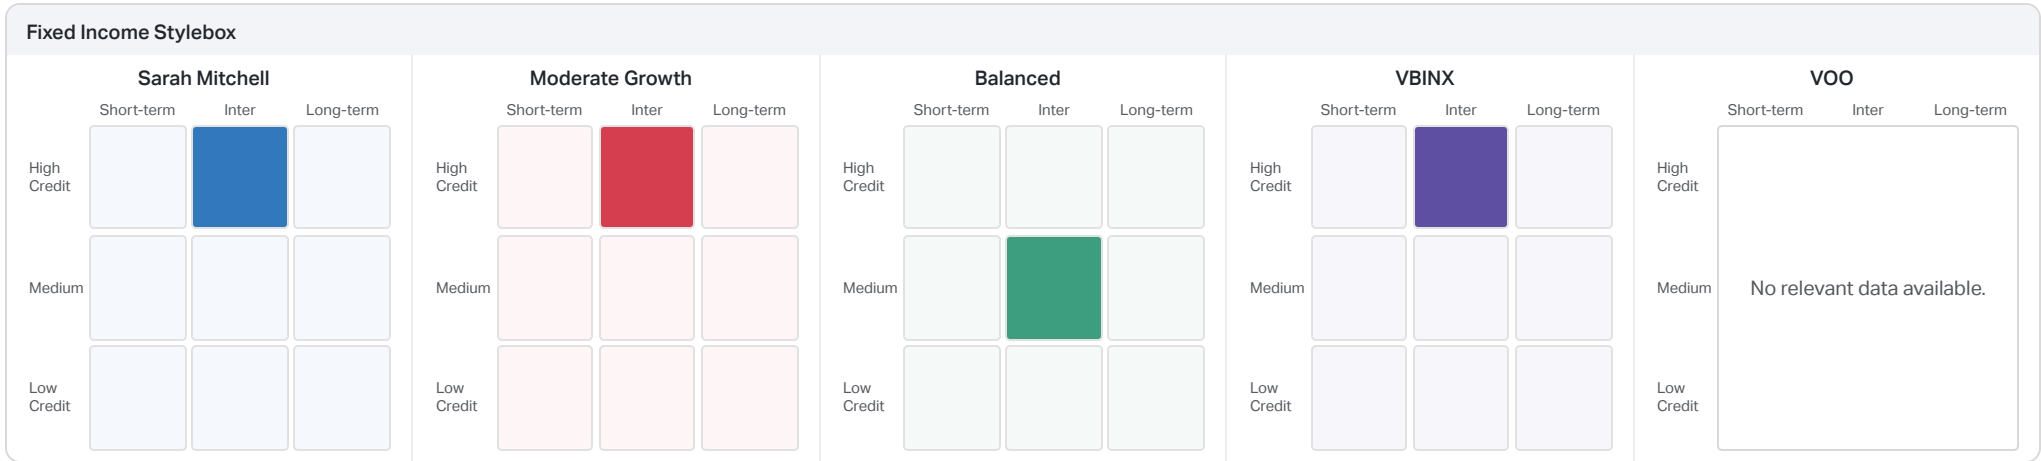 Fixed Income Stylebox
Sarah Mitchell
Short-term Inter Long-term
High
Credit
Medium
Low
Credit
Moderate Growth
Short-term Inter Long-term
High
Credit
Medium
Low
Credit
Balanced
Short-term Inter Long-term
High
Credit
Medium
Low
Credit
VBINX
Short-term Inter Long-term
High
Credit
Medium
Low
Credit
VOO
Short-term Inter Long-term
High
Credit
Medium
No relevant data available.
Low
Credit